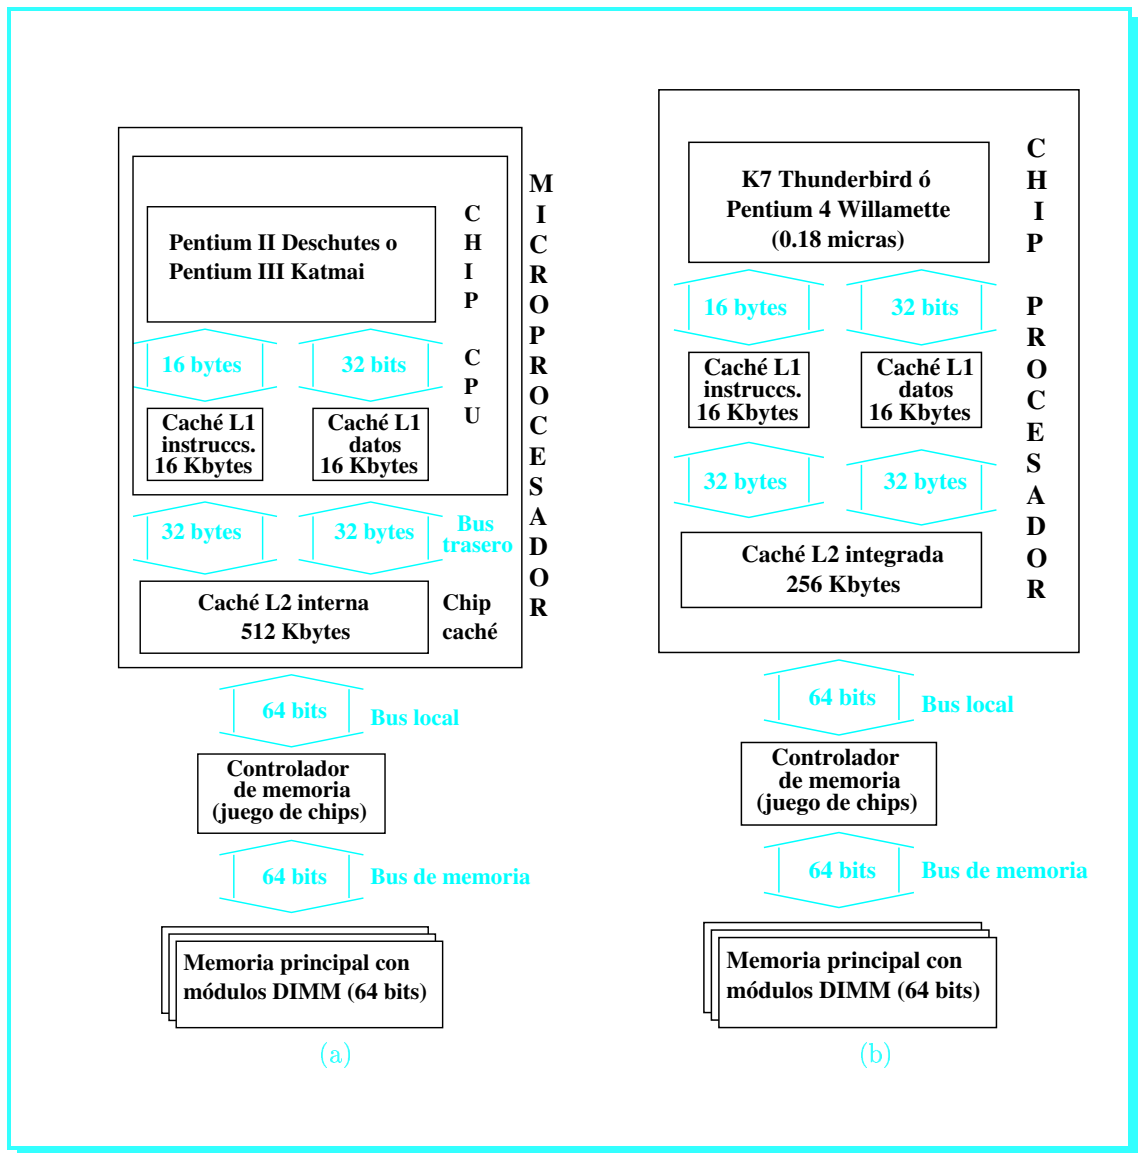 Pentium II Deschutes o
Pentium III Katmai
CHIP CPU
MICROPROCESADOR
16 bytes
32 bits
Caché L1
instruccs.
16 Kbytes
Caché L1
datos
16 Kbytes
32 bytes
32 bytes
Bus
trasero
Caché L2 interna
512 Kbytes
Chip
caché
64 bits
Bus local
Controlador
de memoria
(juego de chips)
64 bits
Bus de memoria
Memoria principal con
módulos DIMM (64 bits)
(a)
K7 Thunderbird ó
Pentium 4 Willamette
(0.18 micras)
CHIP PROCESADOR
16 bytes
32 bits
Caché L1
instruccs.
16 Kbytes
Caché L1
datos
16 Kbytes
32 bytes
32 bytes
Caché L2 integrada
256 Kbytes
64 bits
Bus local
Controlador
de memoria
(juego de chips)
64 bits
Bus de memoria
Memoria principal con
módulos DIMM (64 bits)
(b)